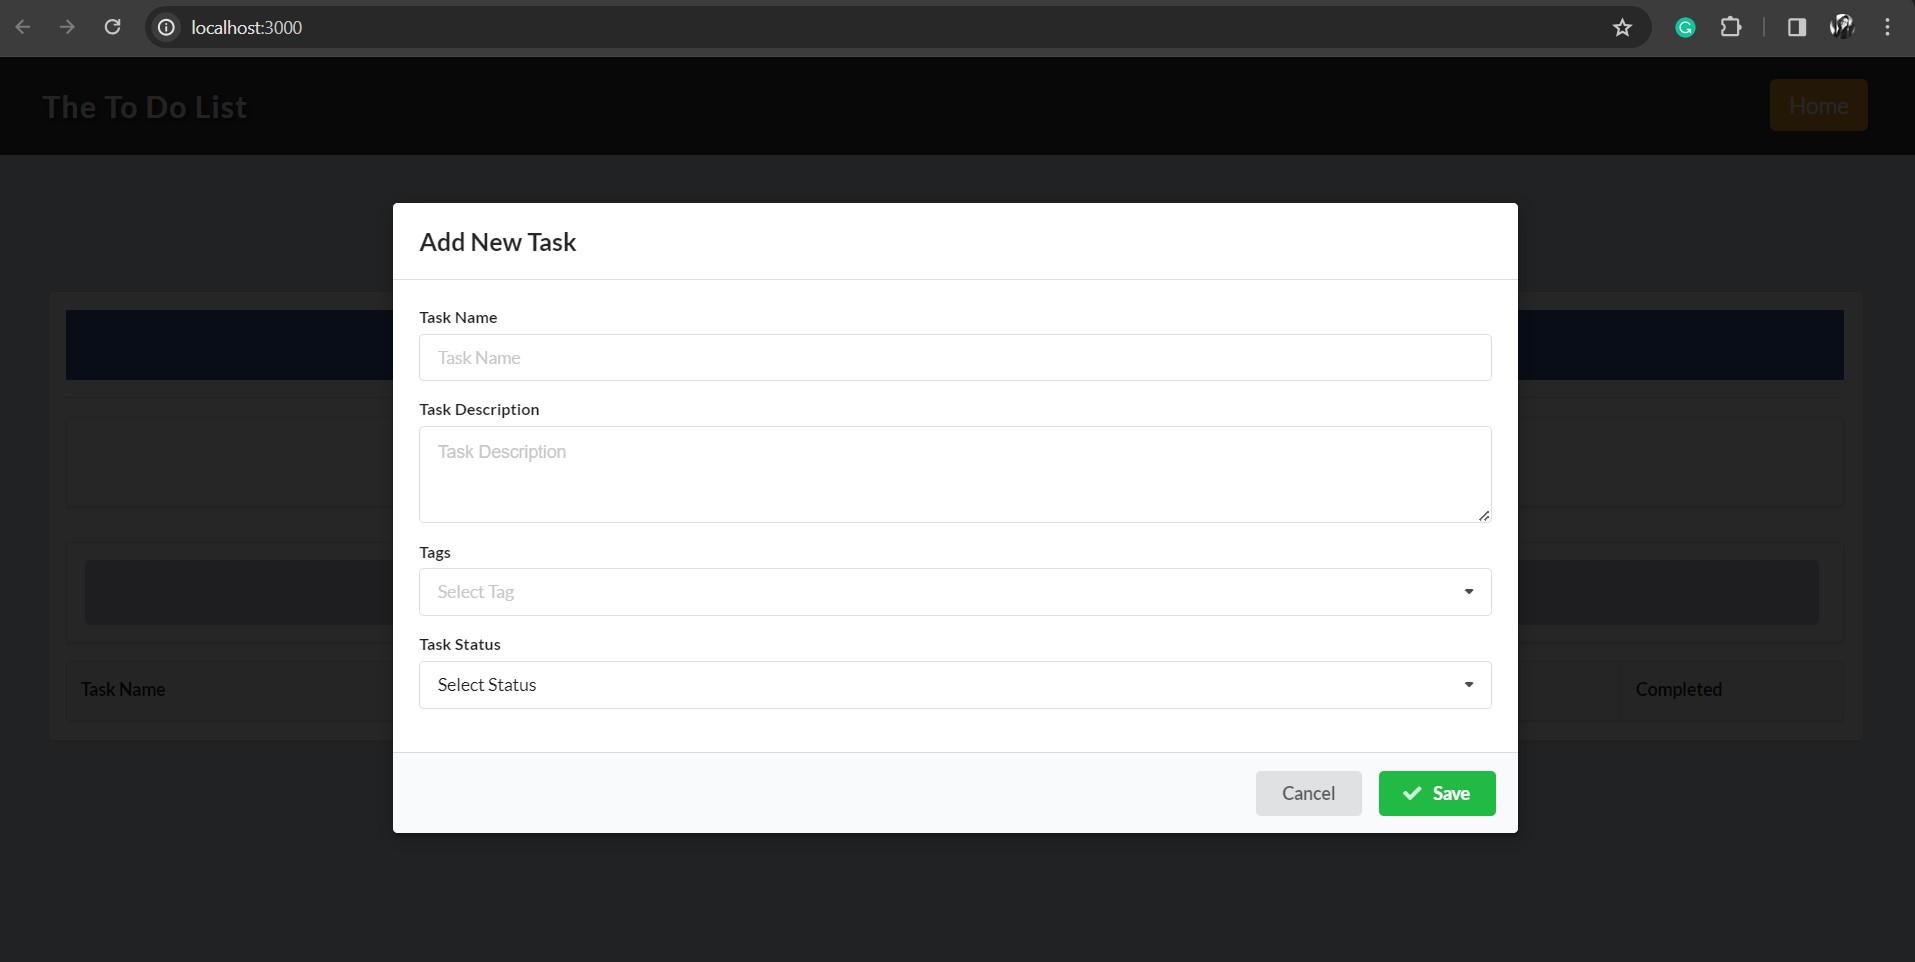 localhost:3000
The To Do List
Home
Add New Task
Task Name
Task Name
Task Description
Task Description
Tags
Select Tag
Task Status
Select Status
Task Name
Completed
Cancel
Save